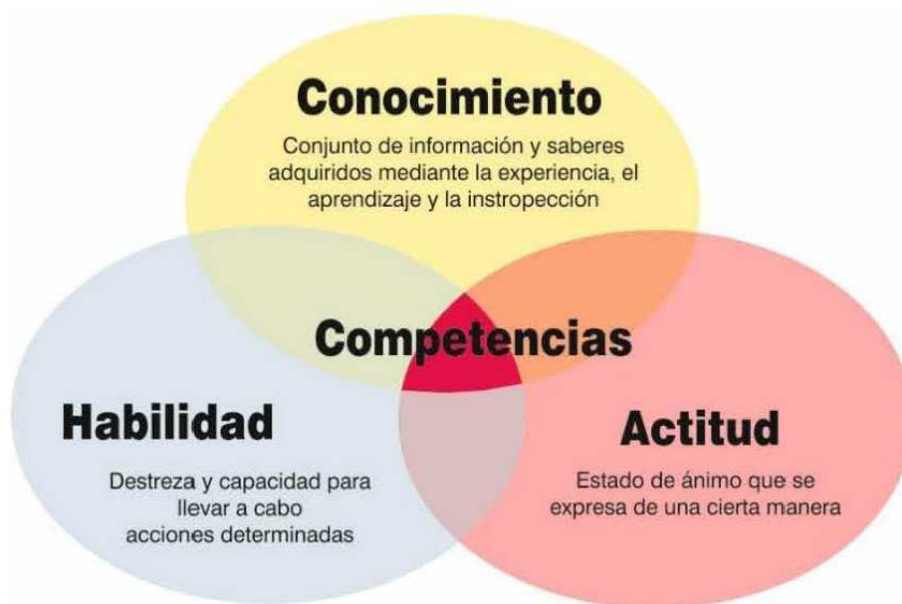 Conocimiento
Conjunto de información y saberes
adquiridos mediante la experiencia, el
aprendizaje y la instropección
Competencias
Habilidad
Destreza y capacidad para
llevar a cabo
acciones determinadas
Actitud
Estado de ánimo que se
expresa de una cierta manera